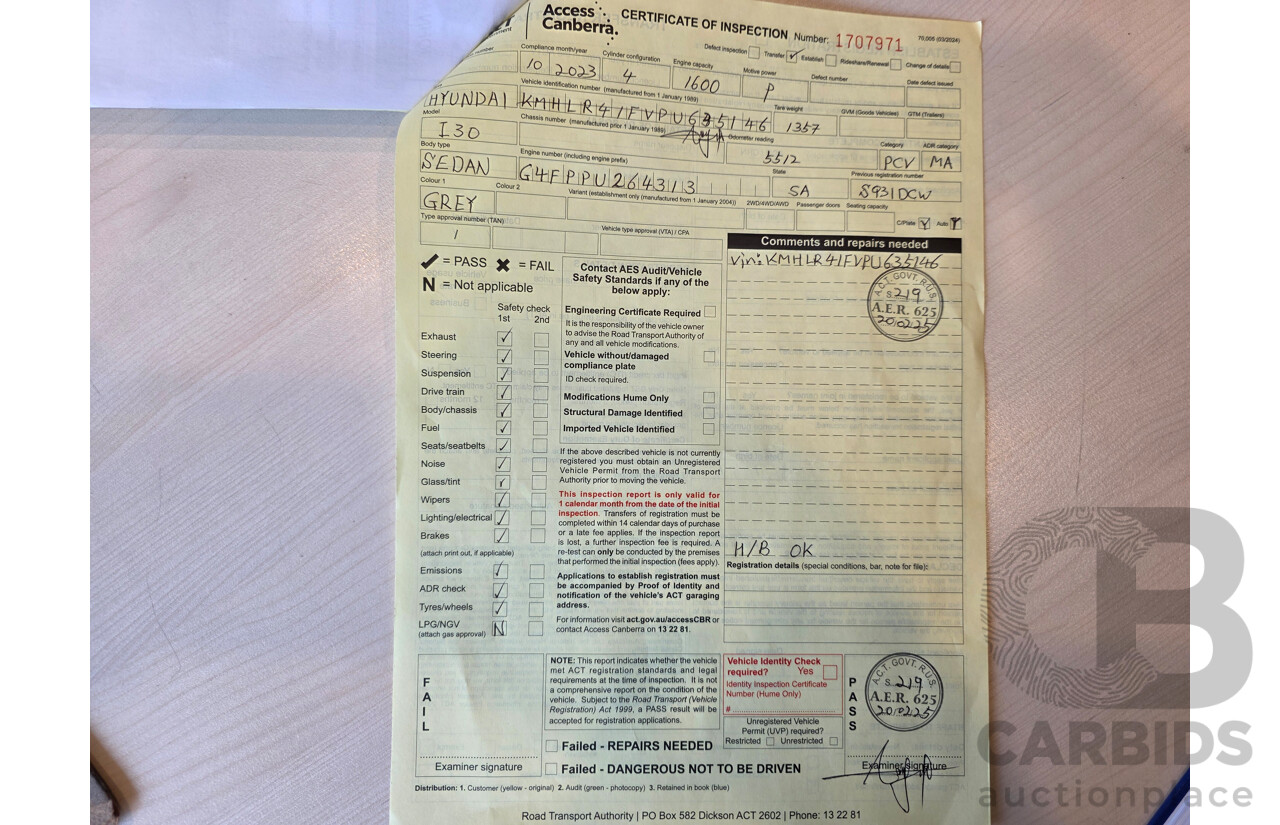 Access
Canberra.
CERTIFICATE OF INSPECTION Number: 1707971
75.005 (03/2024)
Defect inspection Transfer ✓ Establish Rideshare/Renewal Change of details
Compliance month/year Cylinder configuration Engine capacity Motive power Defect number Date defect issued
10 2023 4 1600 P
Vehicle identification number (manufactured from 1 January 1989) Tare weight GVM (Goods Vehicles) GTM (Trailers)
HYUNDAI KMHLR41FVPU635146 1357
Model Chassis number (manufactured prior 1 January 1989) Odometer reading Category ADR category
I30 5512 PCV MA
Body type Engine number (including engine prefix) State Previous registration number
SEDAN G4FPPU264313 SA S931DCW
Colour 1 Colour 2 Variant (establishment only (manufactured from 1 January 2004)) 2WD/4WD/AWD Passenger doors Seating capacity
GREY C/Plate Auto
Type approval number (TAN) Vehicle type approval (VTA) / CPA
/
✓ = PASS ✖ = FAIL
N = Not applicable
Safety check
1st 2nd
Exhaust ✓
Steering ✓
Suspension ✓
Drive train ✓
Body/chassis ✓
Fuel ✓
Seats/seatbelts ✓
Noise ✓
Glass/tint ✓
Wipers ✓
Lighting/electrical ✓
Brakes ✓
(attach print out, if applicable)
Emissions ✓
ADR check ✓
Tyres/wheels ✓
LPG/NGV N
(attach gas approval)
Contact AES Audit/Vehicle
Safety Standards if any of the
below apply:
Engineering Certificate Required
It is the responsibility of the vehicle owner
to advise the Road Transport Authority of
any and all vehicle modifications.
Vehicle without/damaged
compliance plate
ID check required.
Modifications Hume Only
Structural Damage Identified
Imported Vehicle Identified
If the above described vehicle is not currently
registered you must obtain an Unregistered
Vehicle Permit from the Road Transport
Authority prior to moving the vehicle.
This inspection report is only valid for
1 calendar month from the date of the initial
inspection. Transfers of registration must be
completed within 14 calendar days of purchase
or a late fee applies. If the inspection report
is lost, a further inspection fee is required. A
re-test can only be conducted by the premises
that performed the initial inspection (fees apply).
Applications to establish registration must
be accompanied by Proof of Identity and
notification of the vehicle's ACT garaging
address.
For information visit act.gov.au/accessCBR or
contact Access Canberra on 13 22 81.
Comments and repairs needed
Vin: KMHLR41FVPU635146
A.C.T. GOVT. R.U.S.
S 219
A.E.R. 625
20/02/25
H/B OK
Registration details (special conditions, bar, note for file):
FAIL
Examiner signature
NOTE: This report indicates whether the vehicle
met ACT registration standards and legal
requirements at the time of inspection. It is not
a comprehensive report on the condition of the
vehicle. Subject to the Road Transport (Vehicle
Registration) Act 1999, a PASS result will be
accepted for registration applications.
Failed - REPAIRS NEEDED
Failed - DANGEROUS NOT TO BE DRIVEN
Vehicle Identity Check
required? Yes
Identity Inspection Certificate
Number (Hume Only)
#
Unregistered Vehicle
Permit (UVP) required?
Restricted Unrestricted
PASS
A.C.T. GOVT. R.U.S.
S 219
A.E.R. 625
20/02/25
Examiner signature
Distribution: 1. Customer (yellow - original) 2. Audit (green - photocopy) 3. Retained in book (blue)
Road Transport Authority | PO Box 582 Dickson ACT 2602 | Phone: 13 22 81
CARBIDS
auctionplace